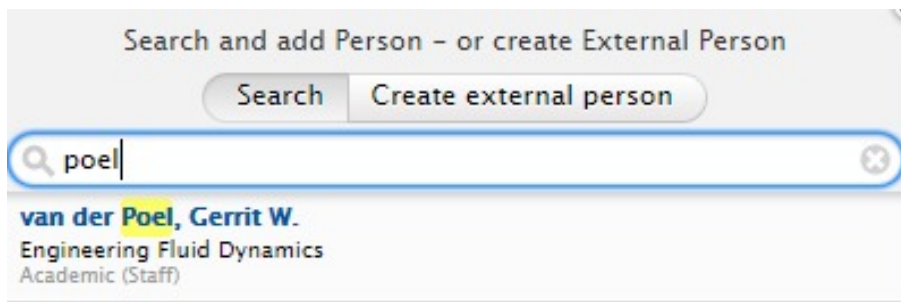 Search and add Person – or create External Person
Search Create external person
poel
van der Poel, Gerrit W.
Engineering Fluid Dynamics
Academic (Staff)